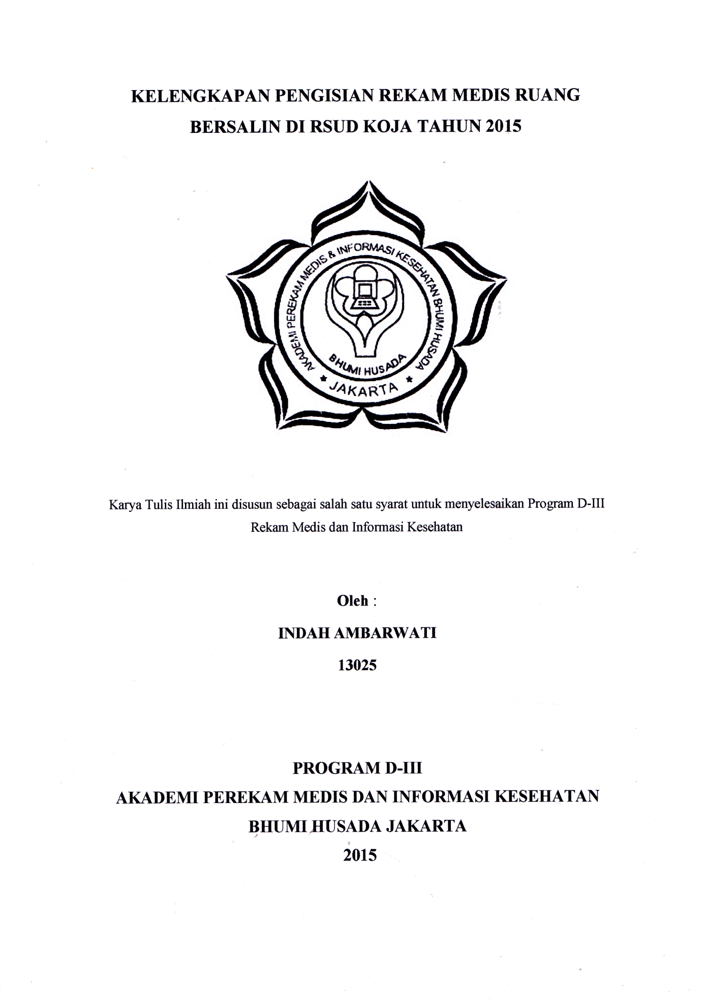 KELENGKAPAN PENGISIAN REKAM MEDIS RUANG
BERSALIN DI RSUD KOJA TAHUN 2015
AKADEMI PEREKAM MEDIS & INFORMASI KESEHATAN BHUMI HUSADA
BHUMI HUSADA
★ JAKARTA ★
Karya Tulis Ilmiah ini disusun sebagai salah satu syarat untuk menyelesaikan Program D-III
Rekam Medis dan Informasi Kesehatan
Oleh :
INDAH AMBARWATI
13025
PROGRAM D-III
AKADEMI PEREKAM MEDIS DAN INFORMASI KESEHATAN
BHUMI HUSADA JAKARTA
2015